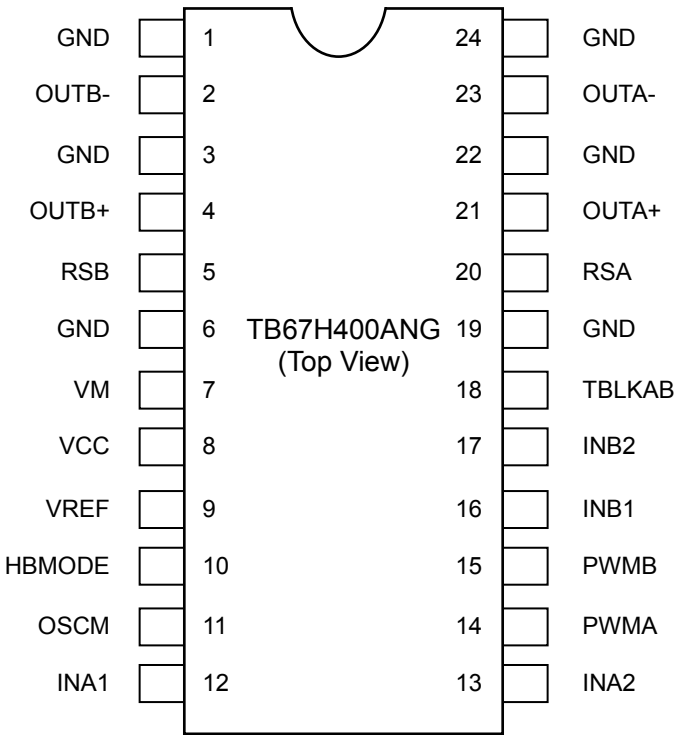 GND 1 24 GND
OUTB- 2 23 OUTA-
GND 3 22 GND
OUTB+ 4 21 OUTA+
RSB 5 20 RSA
GND 6 TB67H400ANG 19 GND
(Top View)
VM 7 18 TBLKAB
VCC 8 17 INB2
VREF 9 16 INB1
HBMODE 10 15 PWMB
OSCM 11 14 PWMA
INA1 12 13 INA2